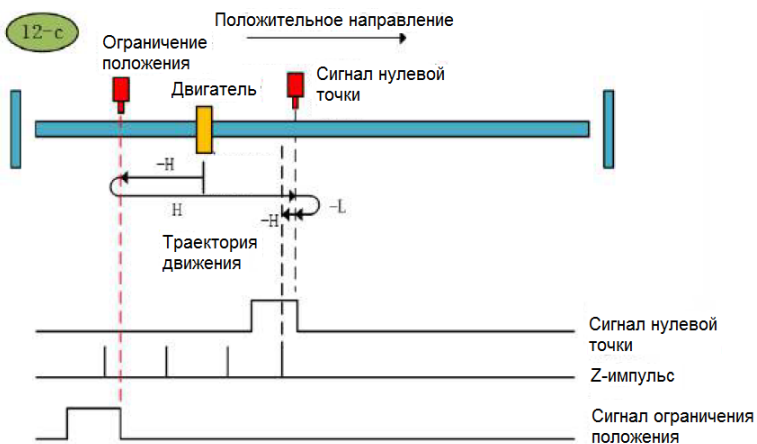 12-c
Положительное направление
Ограничение
положения
Двигатель
Сигнал нулевой
точки
-H
H
-H
-L
Траектория
движения
Сигнал нулевой
точки
Z-импульс
Сигнал ограничения
положения